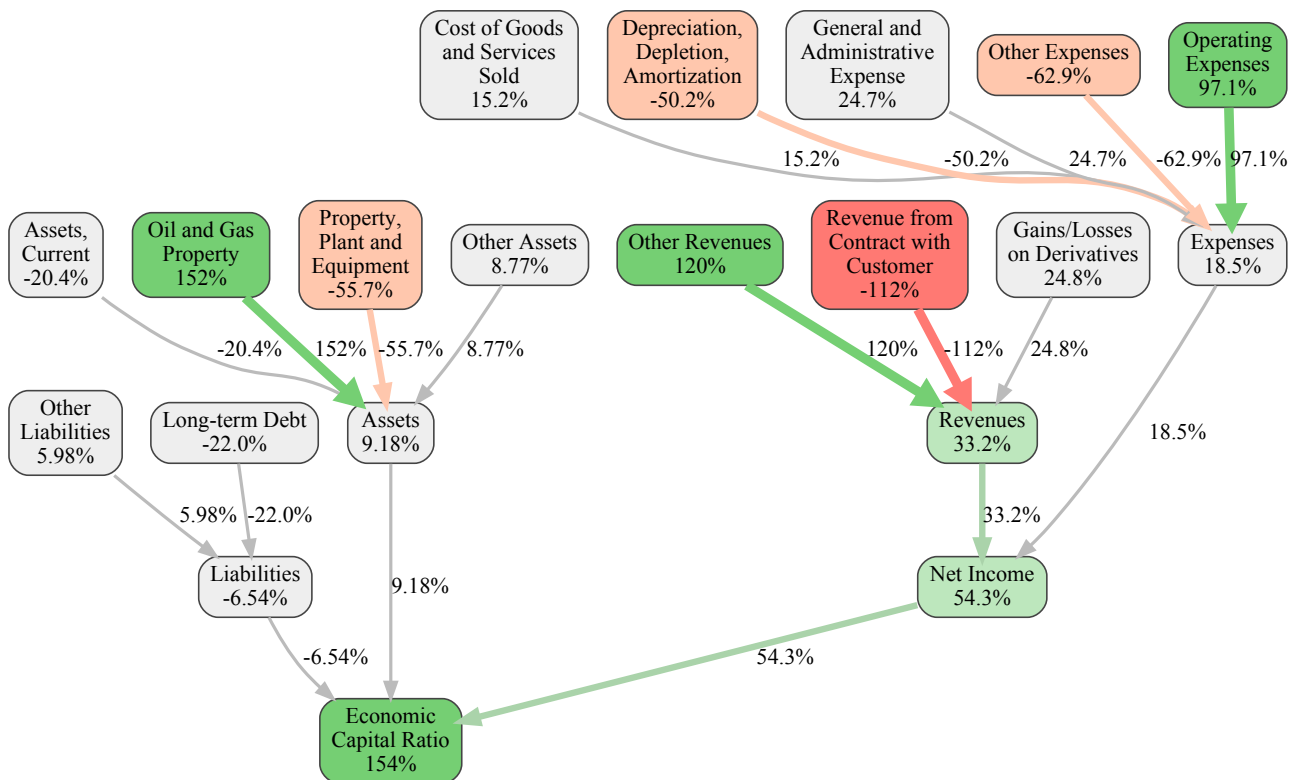 Cost of Goods
and Services
Sold
15.2%
Depreciation,
Depletion,
Amortization
-50.2%
General and
Administrative
Expense
24.7%
Other Expenses
-62.9%
Operating
Expenses
97.1%
15.2%
-50.2%
24.7%
-62.9%
97.1%
Assets,
Current
-20.4%
Oil and Gas
Property
152%
Property,
Plant and
Equipment
-55.7%
Other Assets
8.77%
Other Revenues
120%
Revenue from
Contract with
Customer
-112%
Gains/Losses
on Derivatives
24.8%
Expenses
18.5%
-20.4%
152%
-55.7%
8.77%
120%
-112%
24.8%
Other
Liabilities
5.98%
Long-term Debt
-22.0%
Assets
9.18%
Revenues
33.2%
18.5%
5.98%
-22.0%
33.2%
Liabilities
-6.54%
9.18%
Net Income
54.3%
-6.54%
54.3%
Economic
Capital Ratio
154%